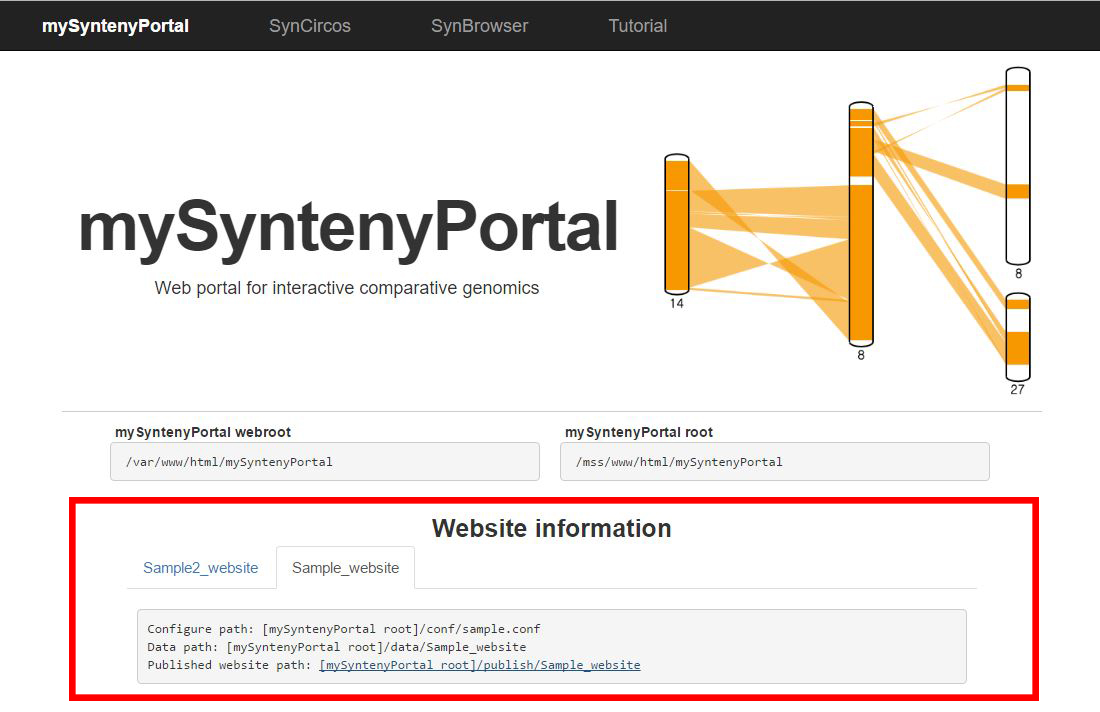 mySyntenyPortal SynCircos SynBrowser Tutorial
mySyntenyPortal
Web portal for interactive comparative genomics
14
8
8
27
mySyntenyPortal webroot
/var/www/html/mySyntenyPortal
mySyntenyPortal root
/mss/www/html/mySyntenyPortal
Website information
Sample2_website Sample_website
Configure path: [mySyntenyPortal root]/conf/sample.conf
Data path: [mySyntenyPortal root]/data/Sample_website
Published website path: [mySyntenyPortal root]/publish/Sample_website